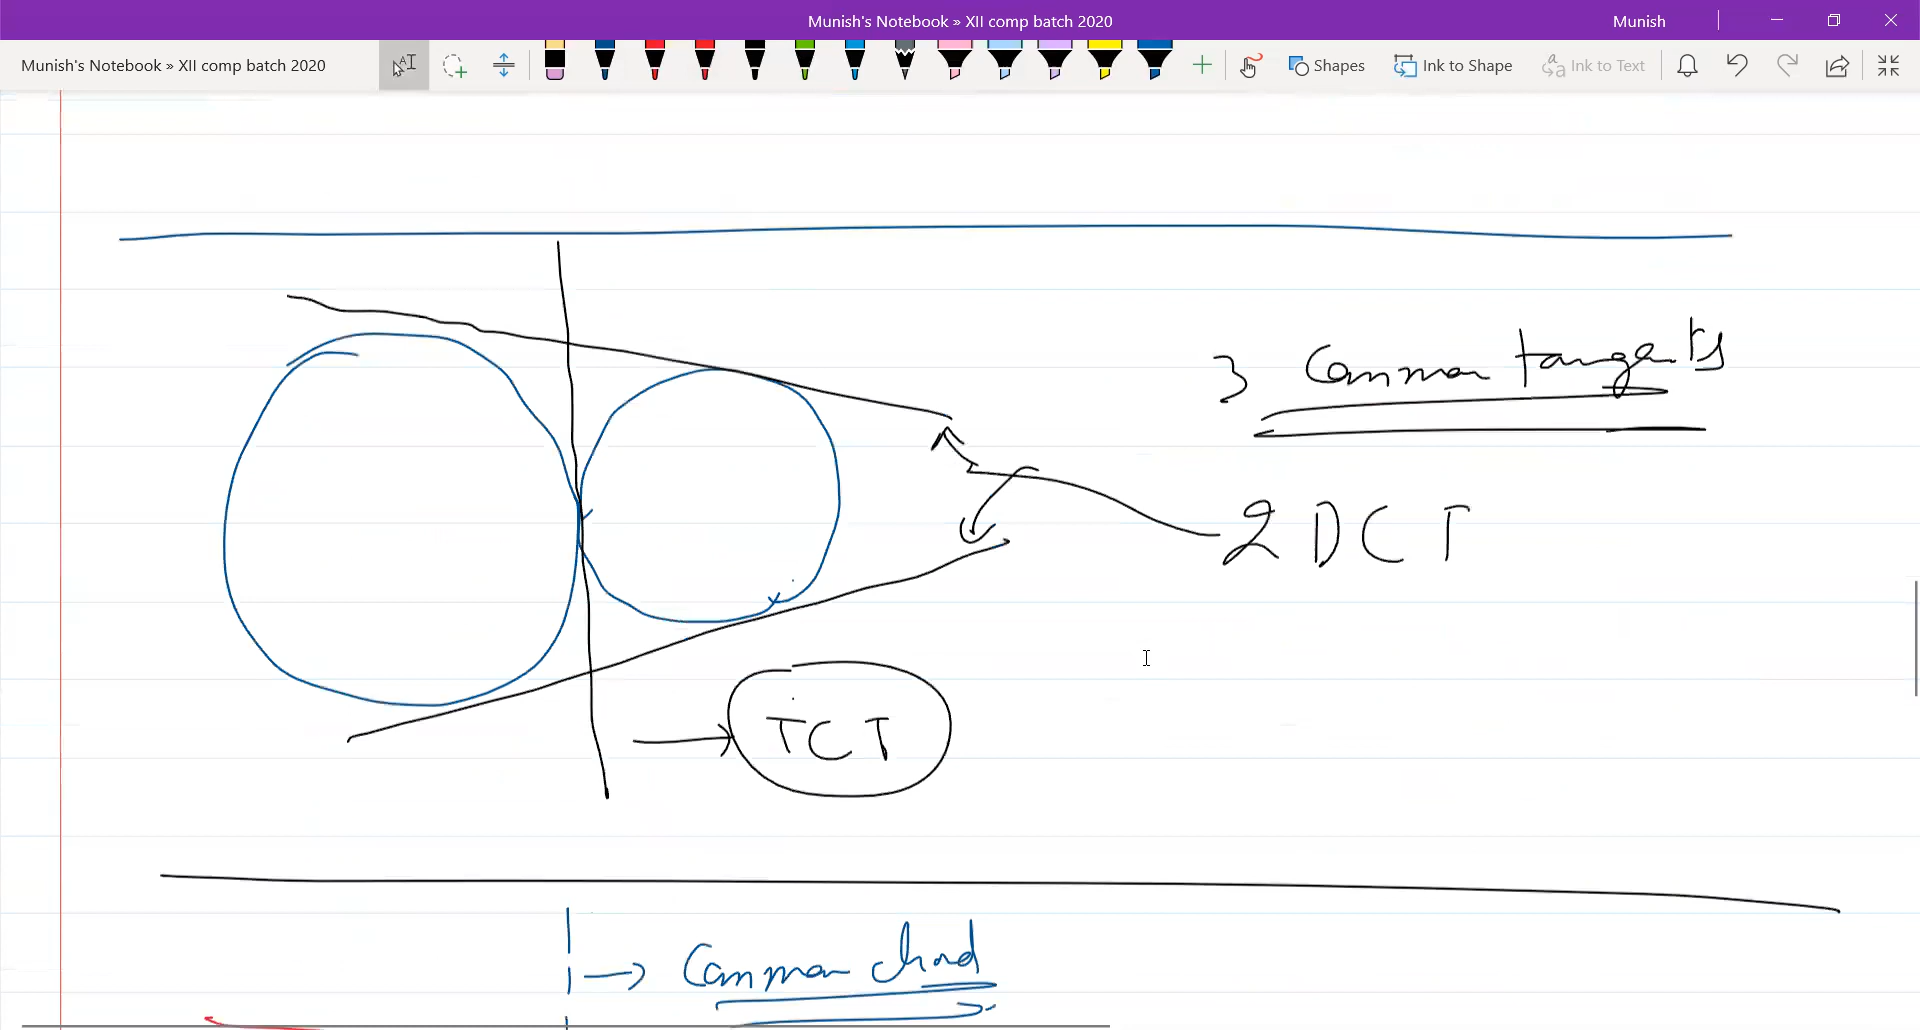 Munish's Notebook » XII comp batch 2020
Munish
Munish's Notebook » XII comp batch 2020
Shapes
Ink to Shape
Ink to Text
3 Common tangents
2 DCT
TCT
→ Common chord